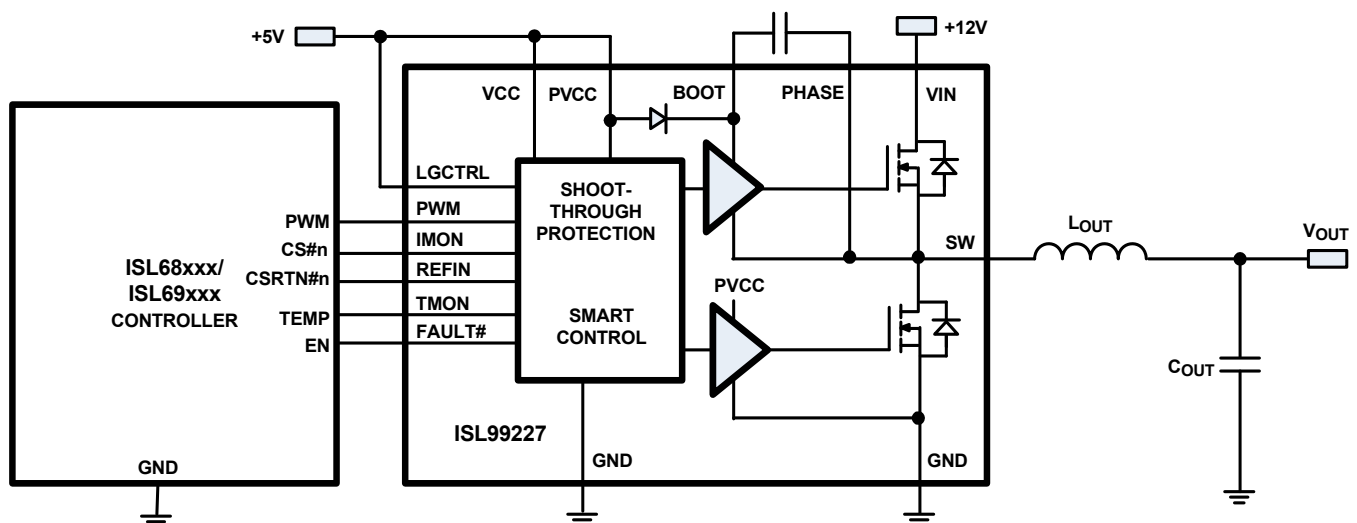 +5V
+12V
VCC
PVCC
BOOT
PHASE
VIN
LGCTRL
SHOOT-
THROUGH
PROTECTION
SMART
CONTROL
PWM
CS#n
CSRTN#n
TEMP
EN
PWM
IMON
REFIN
TMON
FAULT#
ISL68xxx/
ISL69xxx
CONTROLLER
GND
PVCC
SW
LOUT
VOUT
COUT
ISL99227
GND
GND